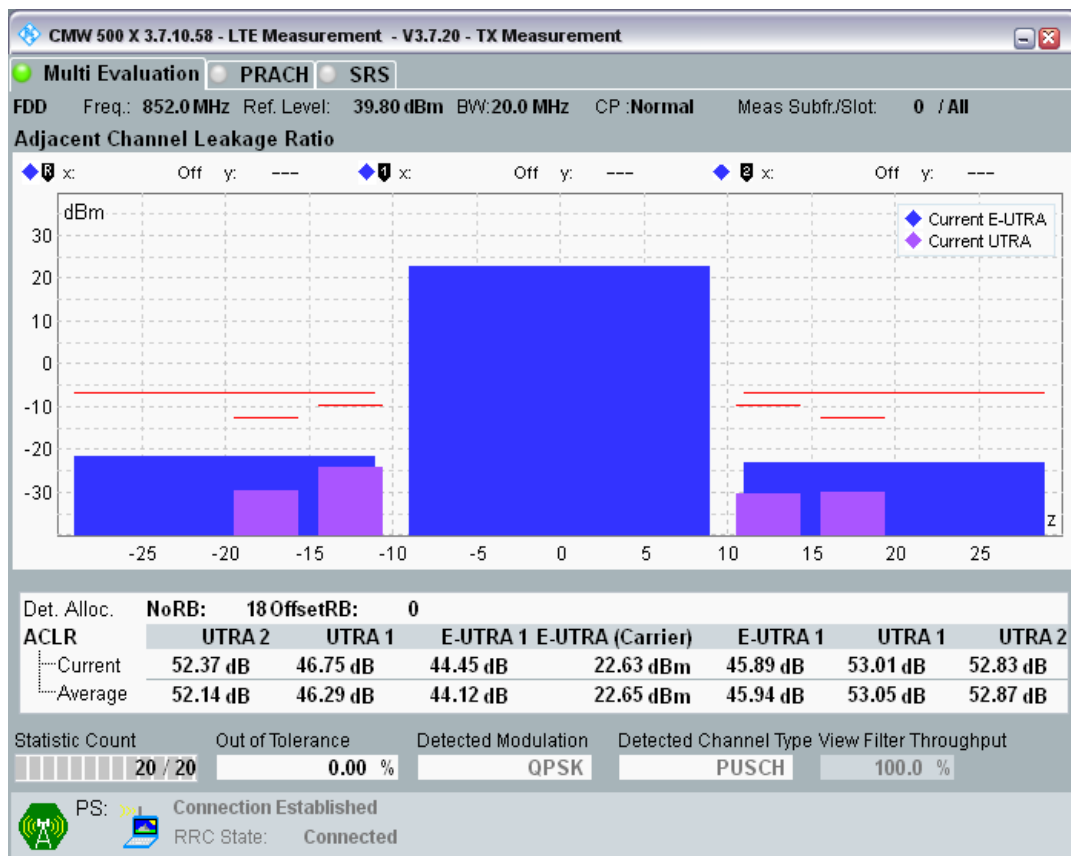 CMW 500 X 3.7.10.58 - LTE Measurement - V3.7.20 - TX Measurement
Multi Evaluation PRACH SRS
FDD Freq.: 852.0 MHz Ref. Level: 39.80 dBm BW:20.0 MHz CP :Normal Meas Subfr./Slot: 0 / All
Adjacent Channel Leakage Ratio
R x: Off y: --- 1 x: Off y: --- 2 x: Off y: ---
dBm
Current E-UTRA
Current UTRA
30
20
10
0
-10
-20
-30
z
-25 -20 -15 -10 -5 0 5 10 15 20 25
Det. Alloc. NoRB: 18 OffsetRB: 0
ACLR UTRA 2 UTRA 1 E-UTRA 1 E-UTRA (Carrier) E-UTRA 1 UTRA 1 UTRA 2
Current 52.37 dB 46.75 dB 44.45 dB 22.63 dBm 45.89 dB 53.01 dB 52.83 dB
Average 52.14 dB 46.29 dB 44.12 dB 22.65 dBm 45.94 dB 53.05 dB 52.87 dB
Statistic Count Out of Tolerance Detected Modulation Detected Channel Type View Filter Throughput
20 / 20 0.00 % QPSK PUSCH 100.0 %
PS: Connection Established
RRC State: Connected